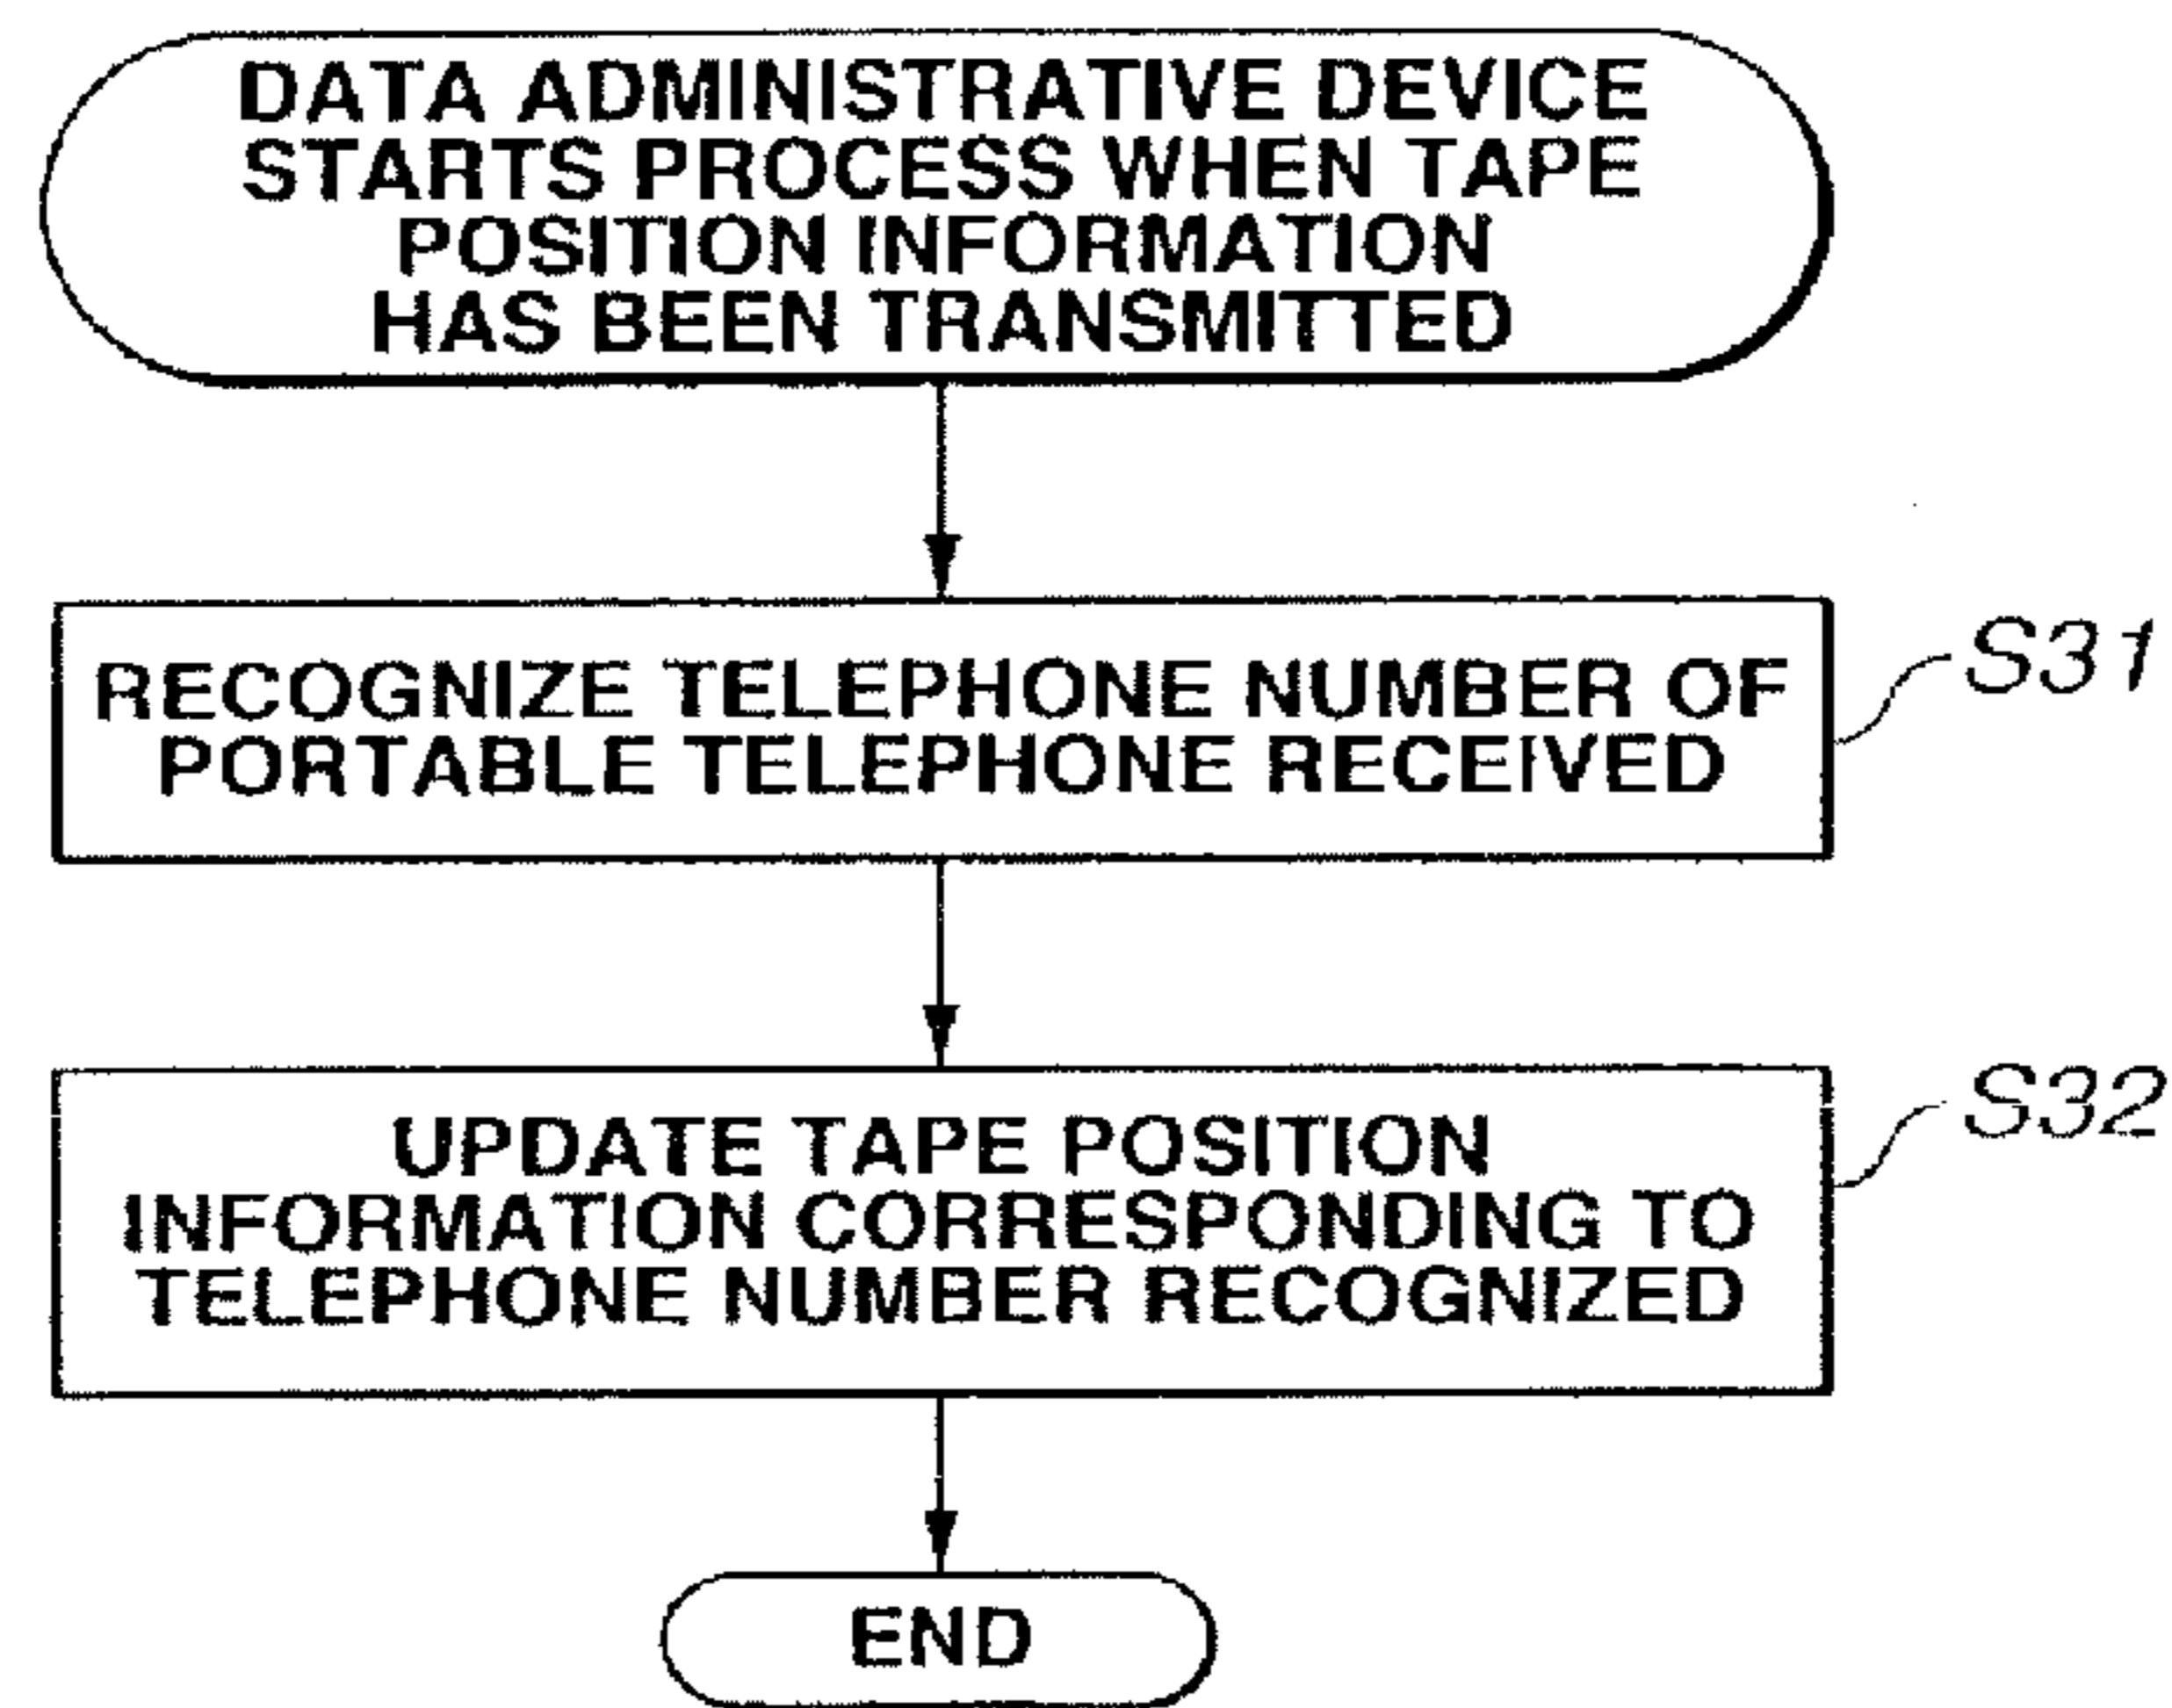 DATA ADMINISTRATIVE DEVICE
STARTS PROCESS WHEN TAPE
POSITION INFORMATION
HAS BEEN TRANSMITTED
RECOGNIZE TELEPHONE NUMBER OF
PORTABLE TELEPHONE RECEIVED
S31
UPDATE TAPE POSITION
INFORMATION CORRESPONDING TO
TELEPHONE NUMBER RECOGNIZED
S32
END